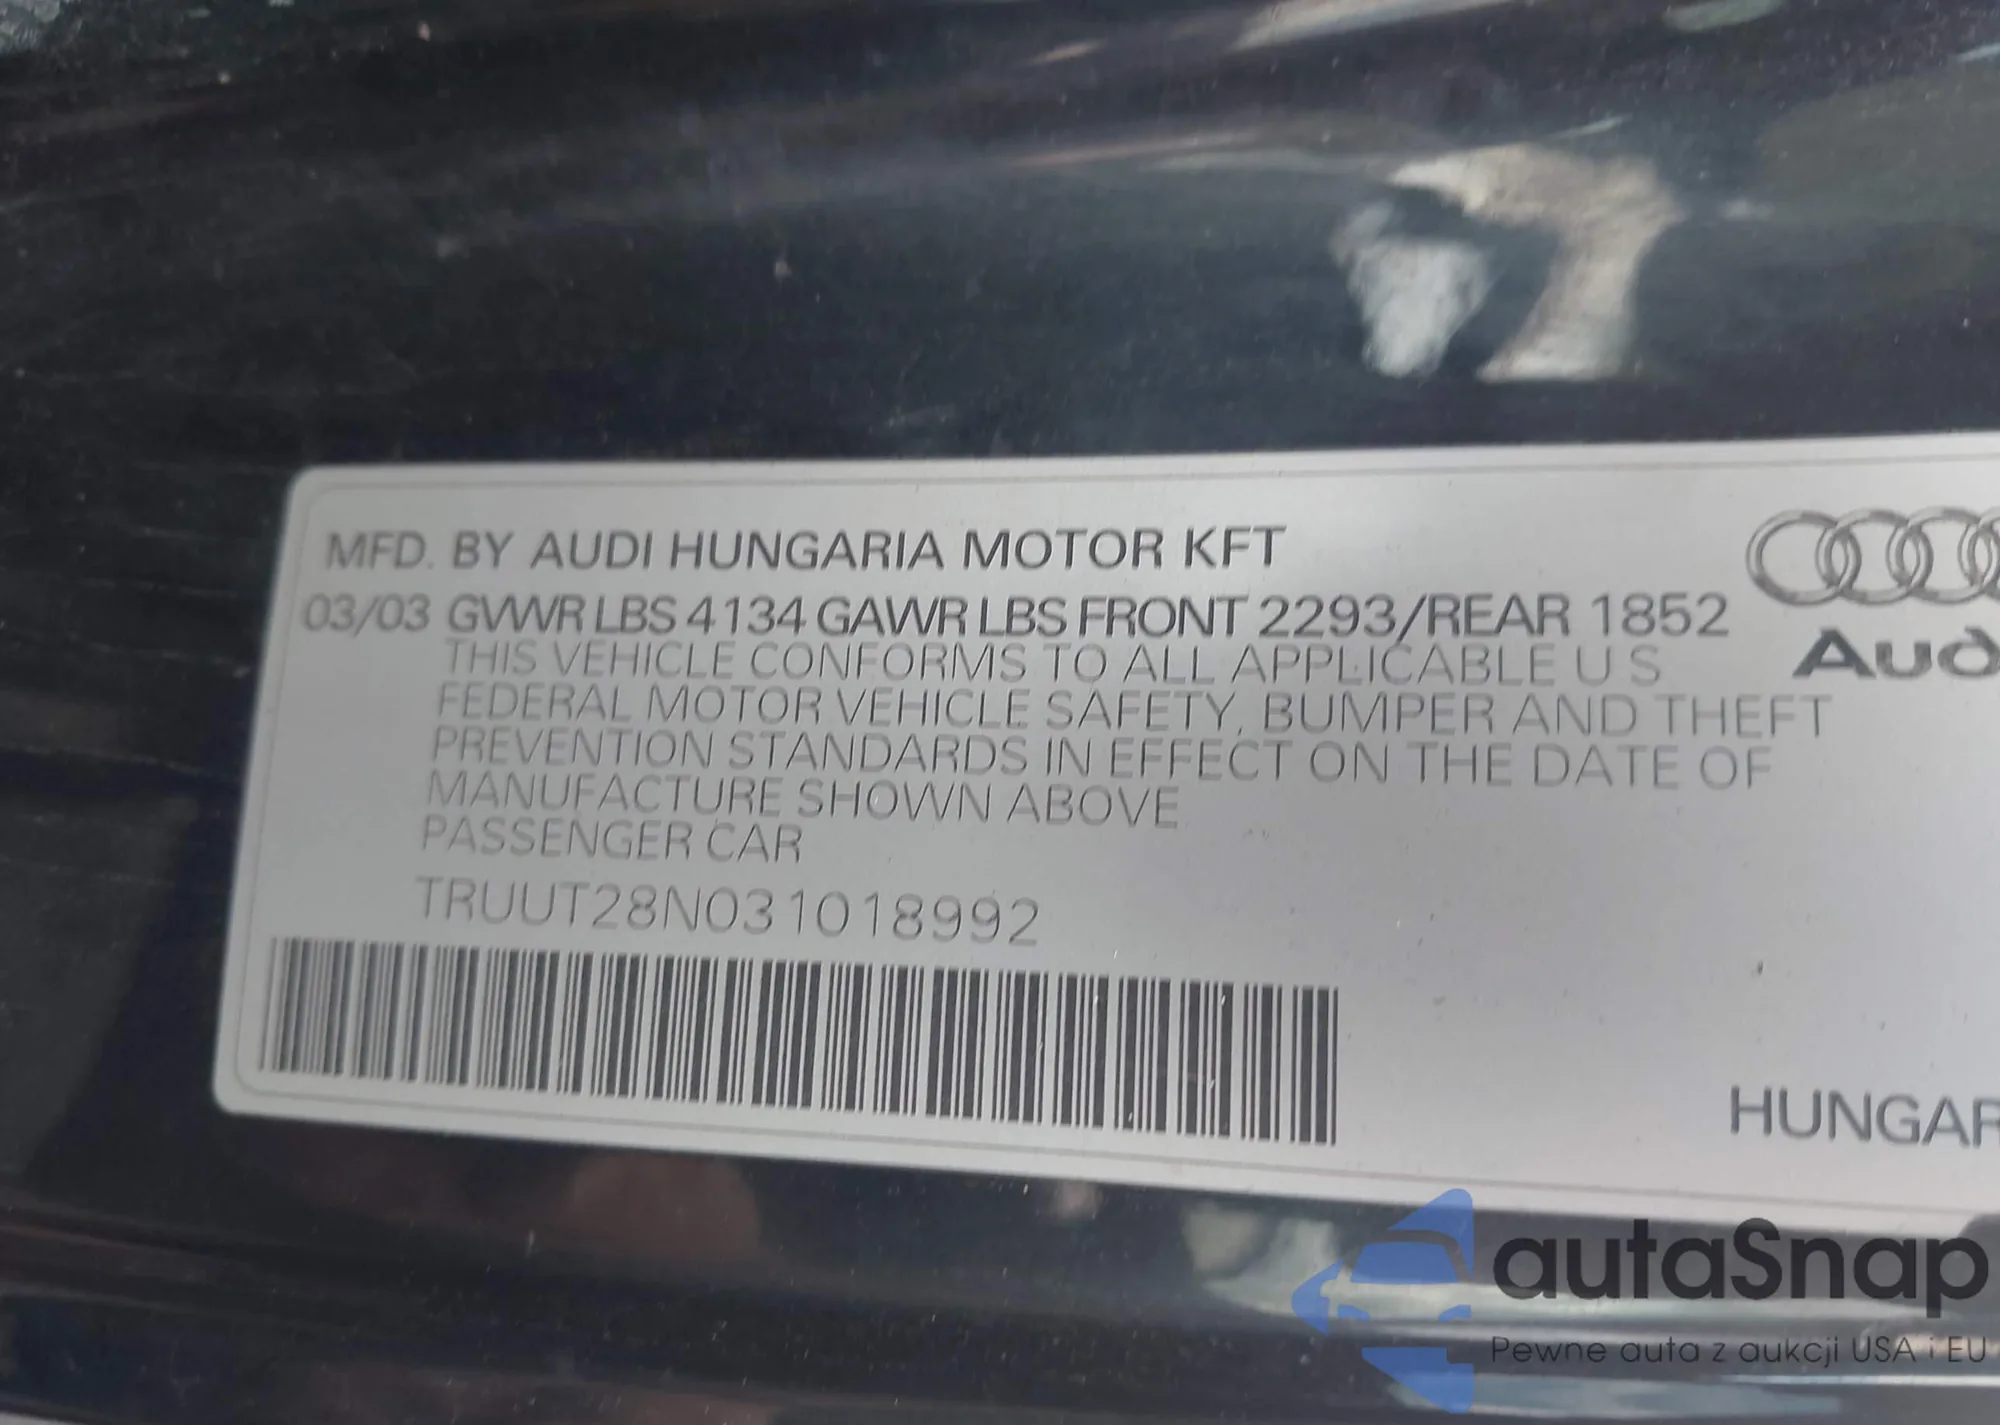 MFD. BY AUDI HUNGARIA MOTOR KFT
03/03 GVWR LBS 4134 GAWR LBS FRONT 2293/REAR 1852
THIS VEHICLE CONFORMS TO ALL APPLICABLE U S
FEDERAL MOTOR VEHICLE SAFETY, BUMPER AND THEFT
PREVENTION STANDARDS IN EFFECT ON THE DATE OF
MANUFACTURE SHOWN ABOVE
PASSENGER CAR
TRUUT28N031018992
Audi
HUNGAR
autaSnap
Pewne auta z aukcji USA i EU